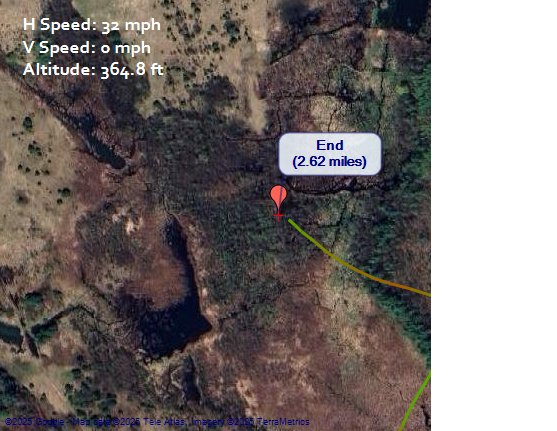 H Speed: 32 mph
V Speed: 0 mph
Altitude: 364.8 ft
End
(2.62 miles)
©2025 Google - Map data ©2025 Tele Atlas, Imagery ©2025 TerraMetrics